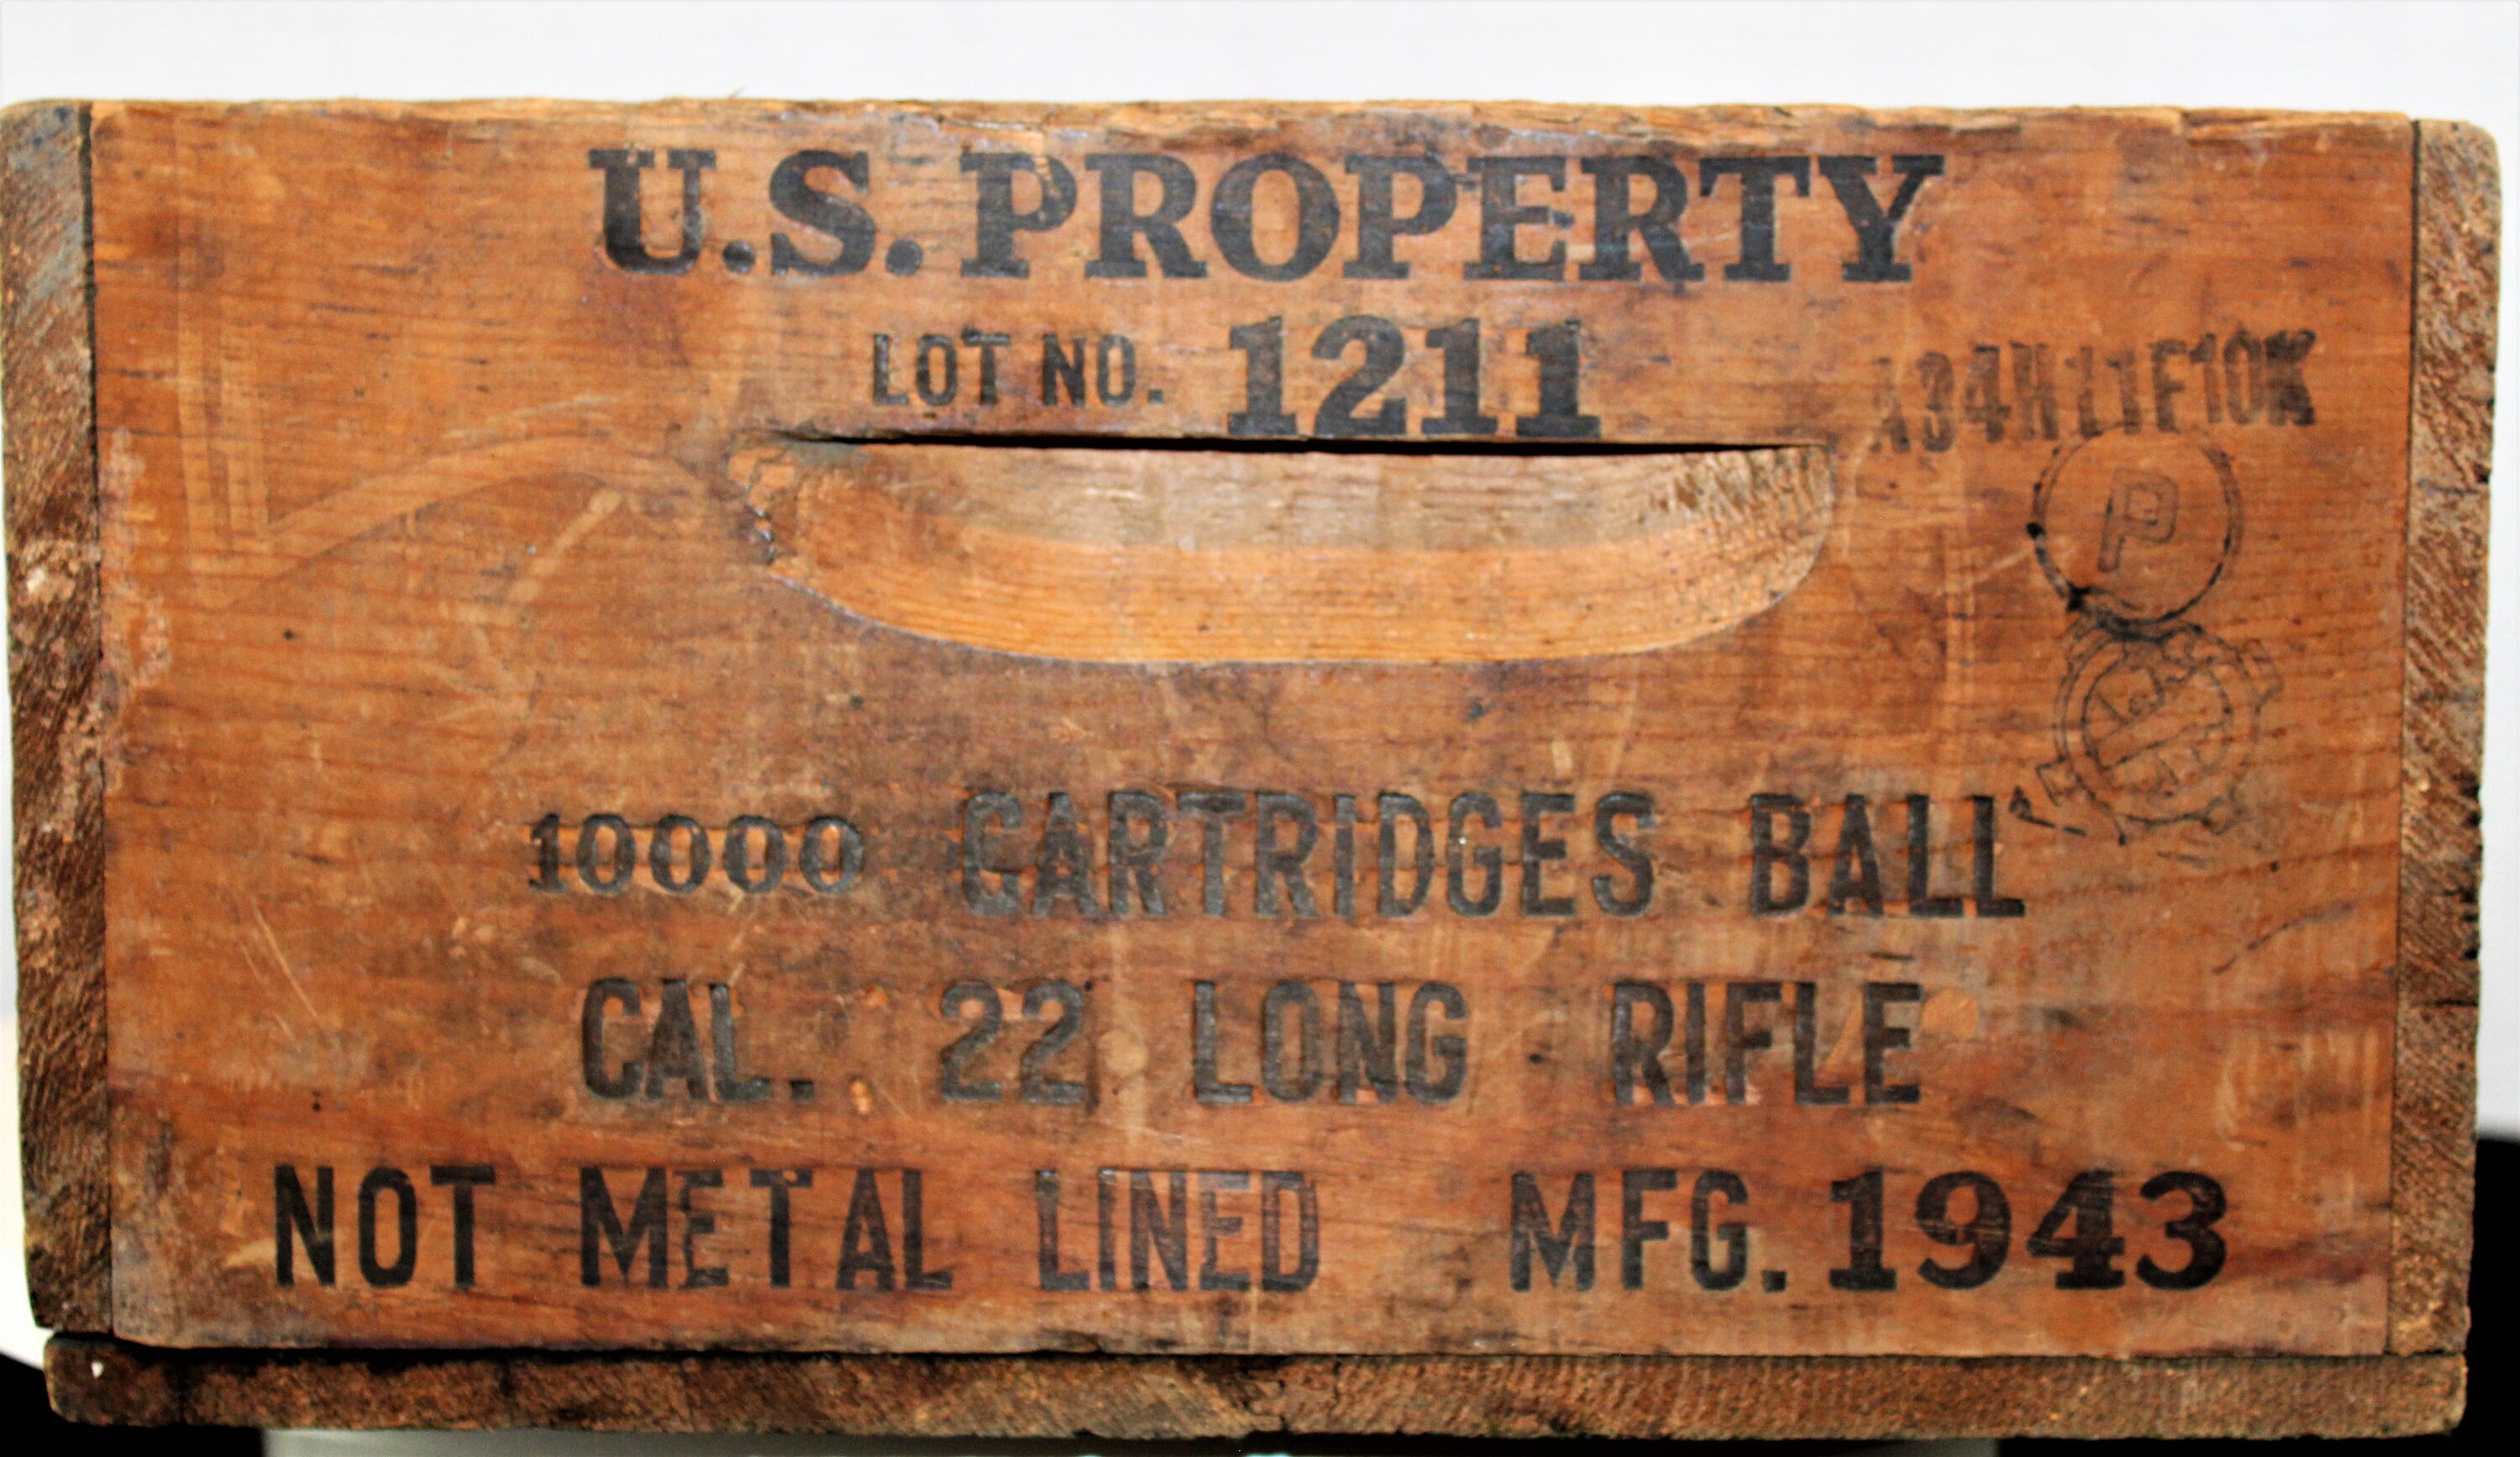 U.S. PROPERTY
LOT NO. 1211
A34H11F10K
P
10000 CARTRIDGES BALL
CAL. 22 LONG RIFLE
NOT METAL LINED MFG. 1943